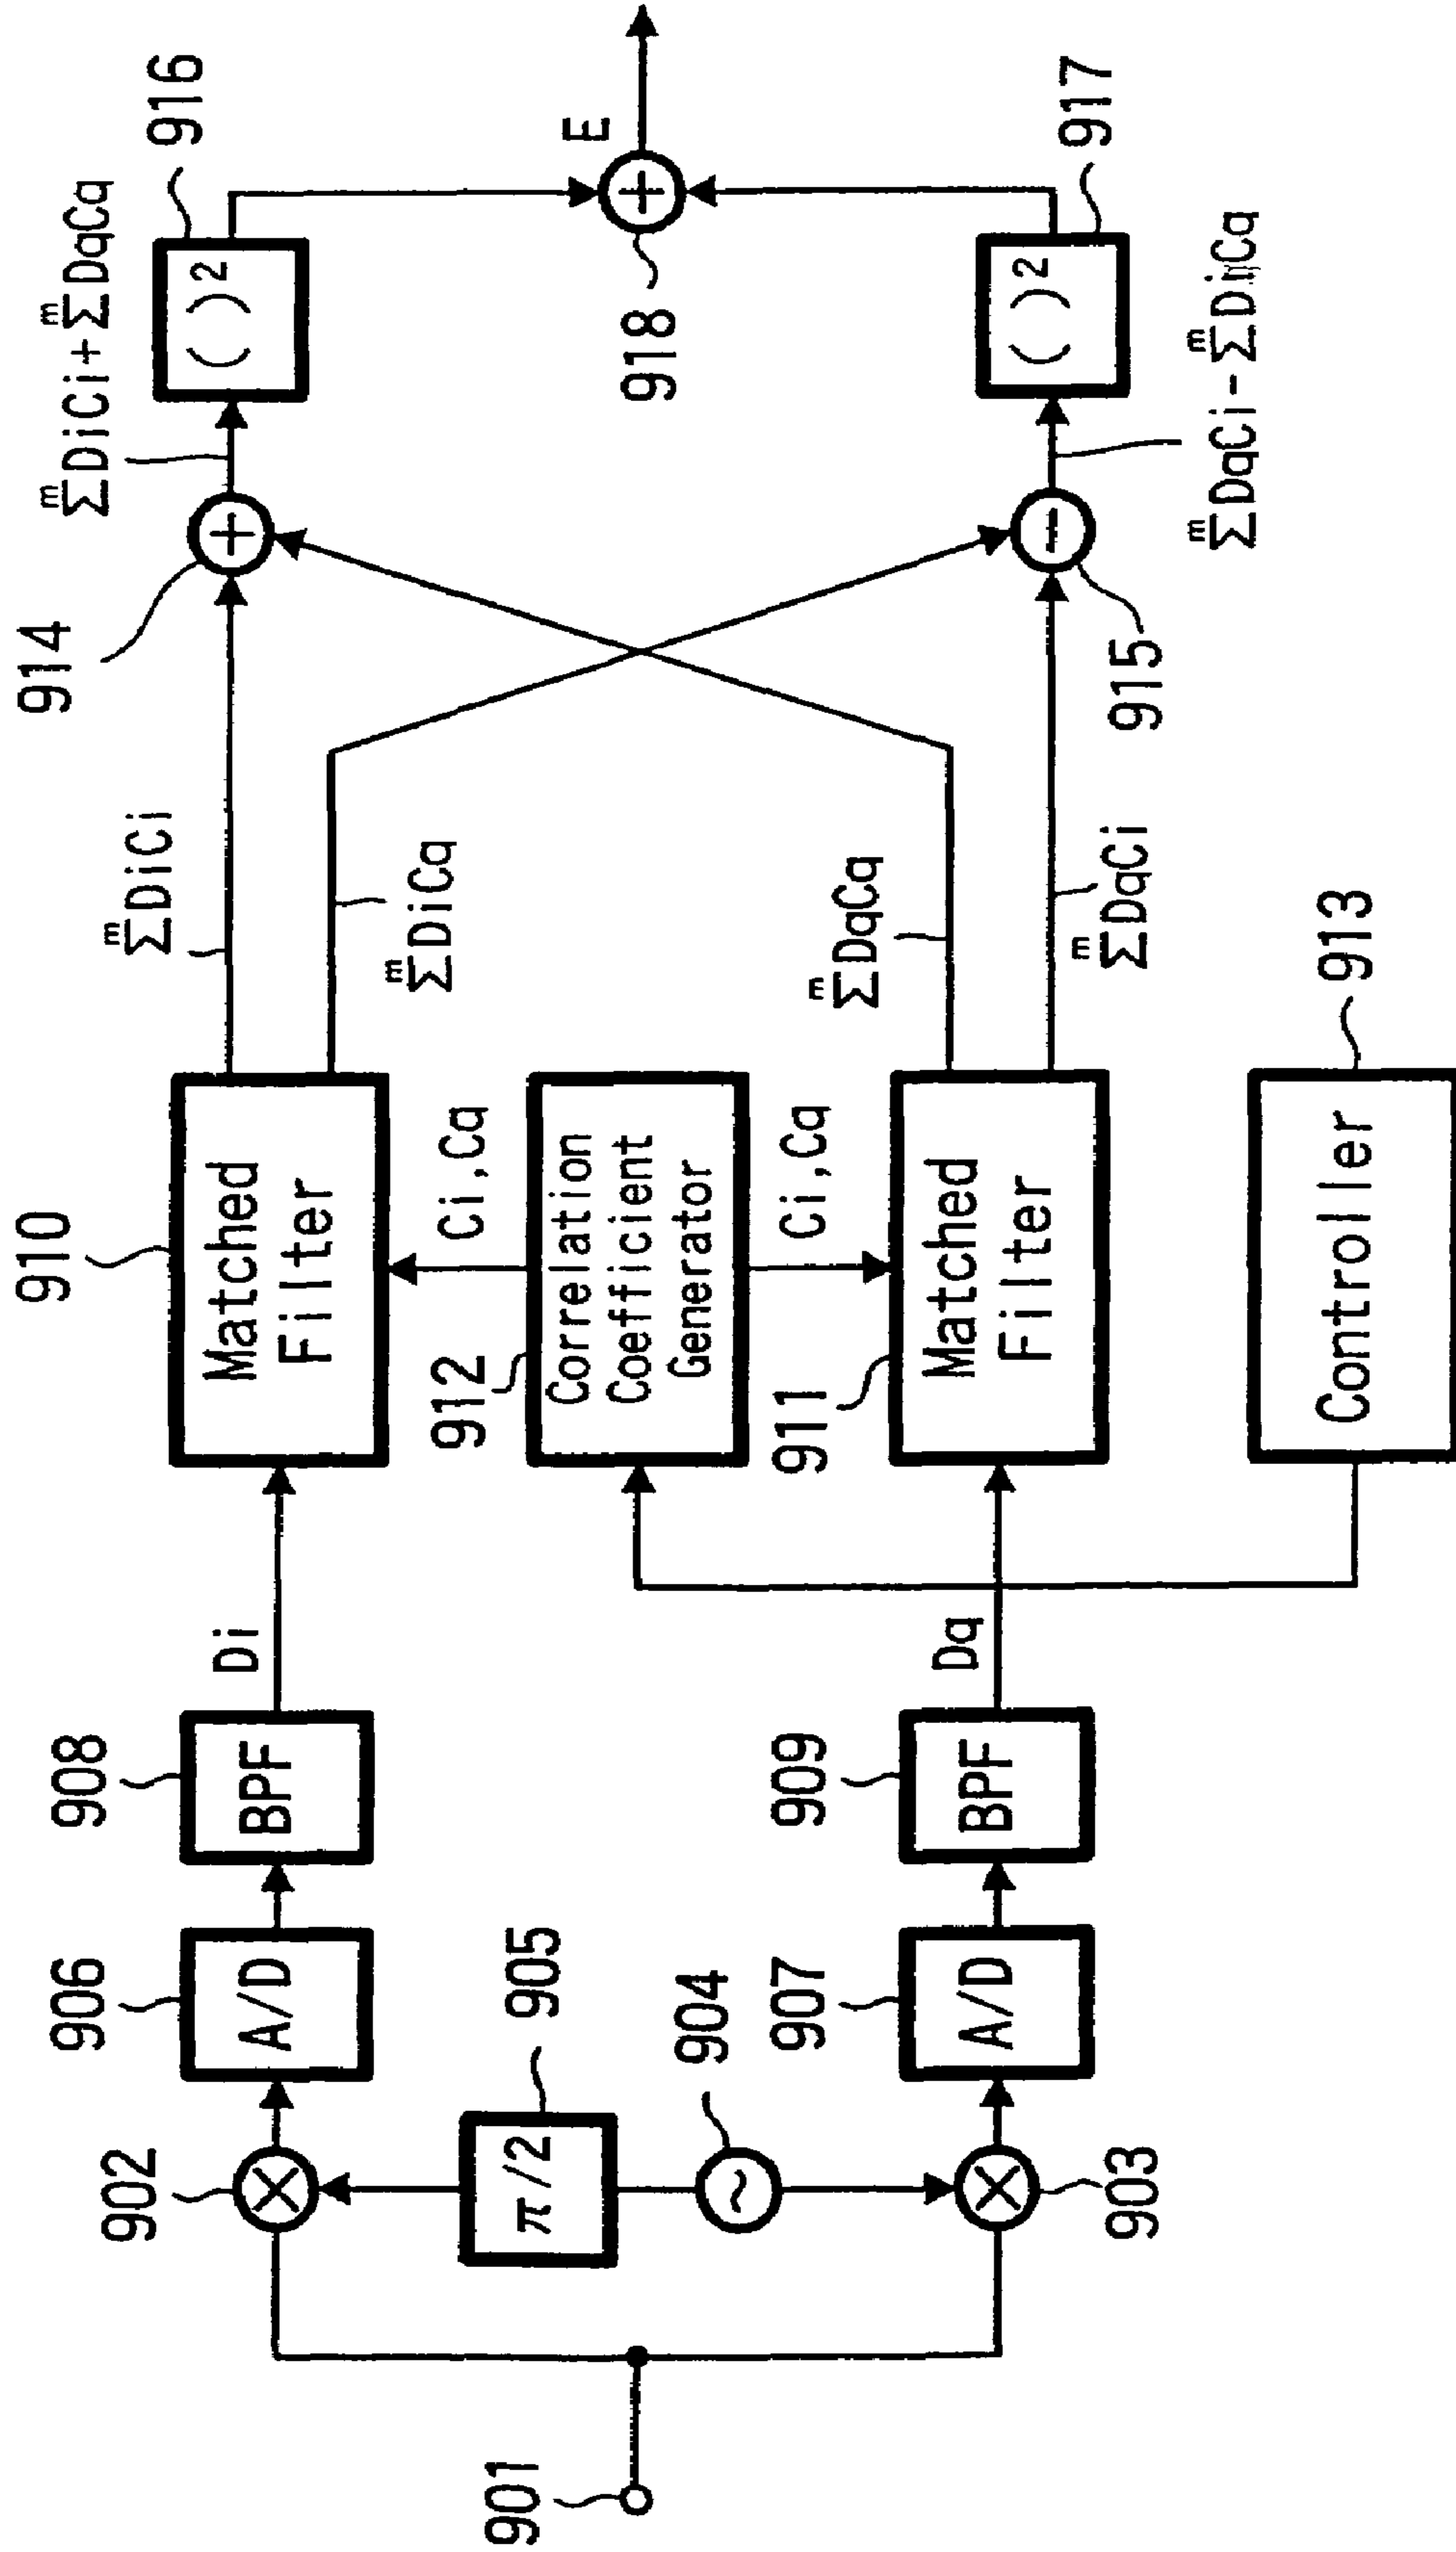 901
902
903
904
905
π/2
~
906
A/D
907
A/D
908
BPF
909
BPF
Di
Dq
910
Matched
Filter
Ci,Cq
912
Correlation
Coefficient
Generator
Ci,Cq
911
Matched
Filter
913
Controller
m
ΣDiCi
m
ΣDiCq
m
ΣDqCq
m
ΣDqCi
914
+
915
−
m m
ΣDiCi+ΣDqCq
916
( )2
m m
ΣDqCi-ΣDiCq
917
( )2
918
+
E